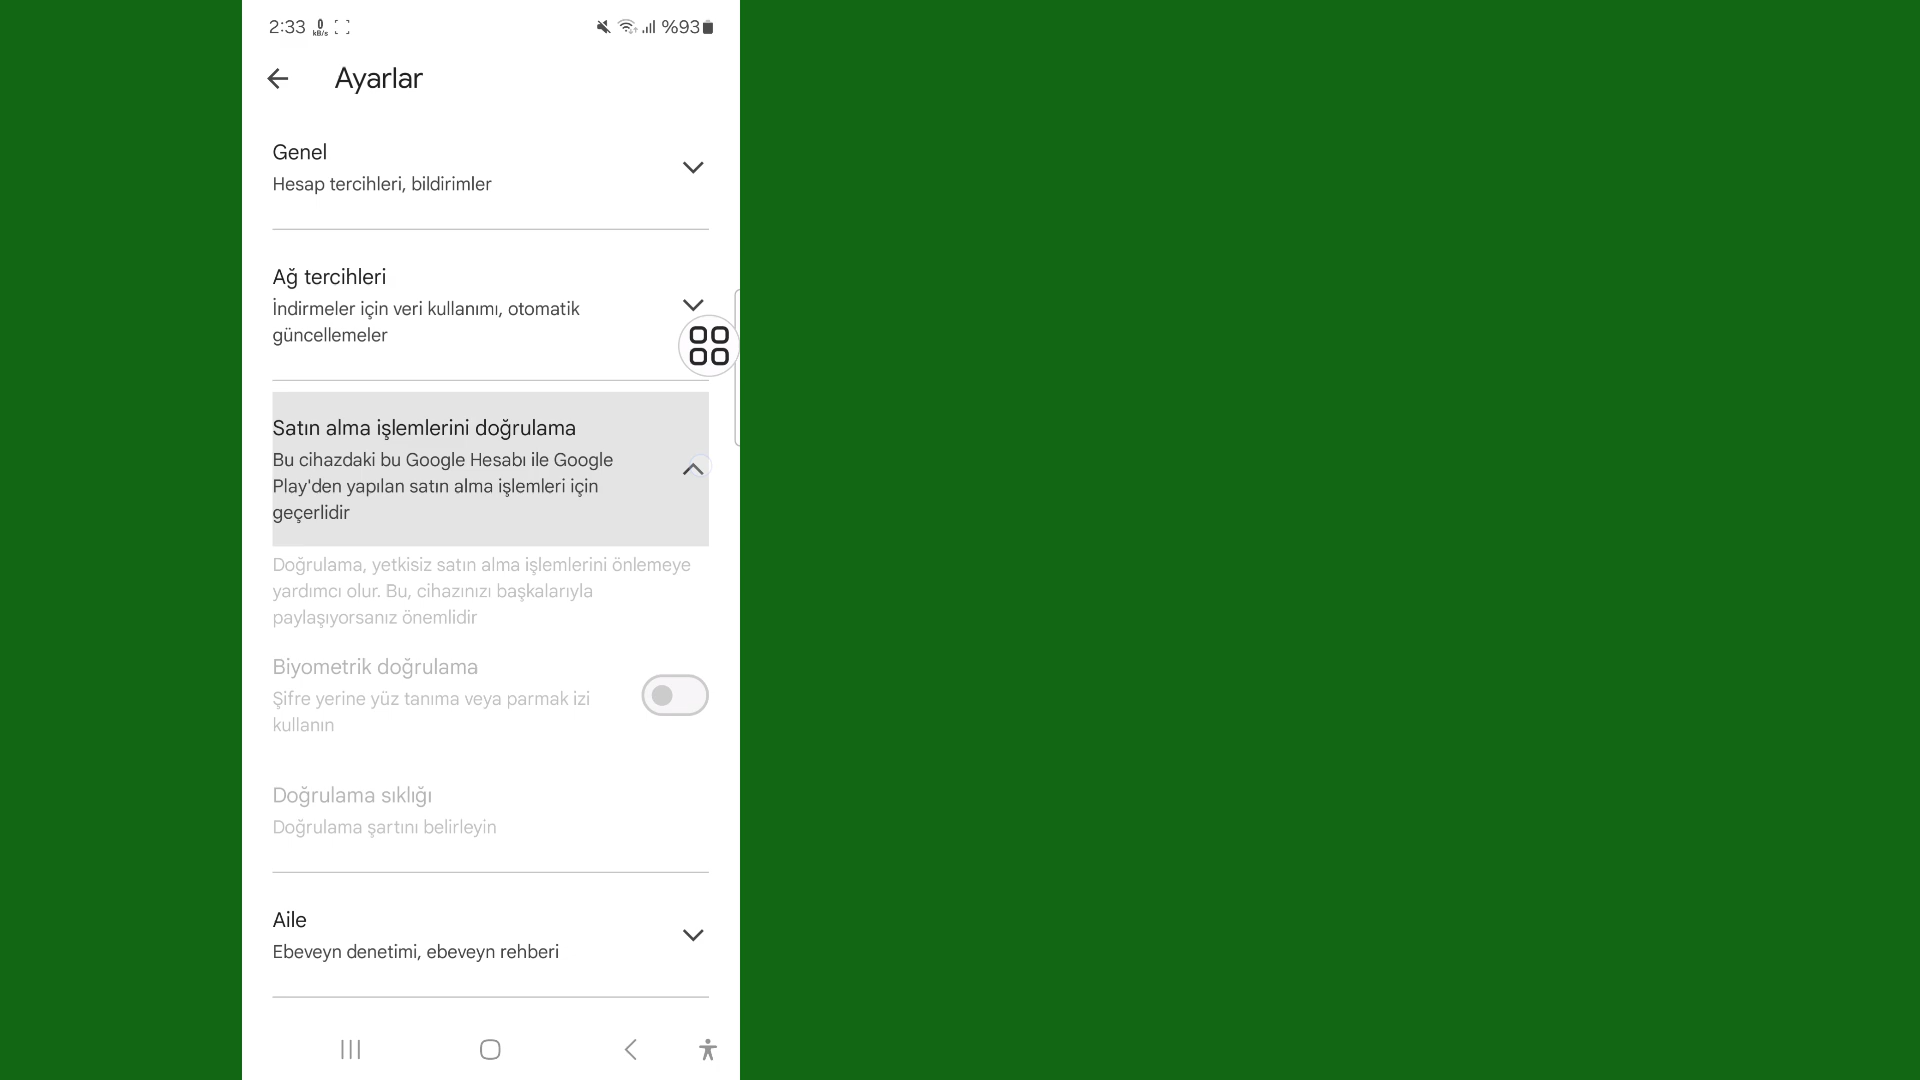 2:33 0 kB/s %93
Ayarlar
Genel
Hesap tercihleri, bildirimler
Ağ tercihleri
İndirmeler için veri kullanımı, otomatik
güncellemeler
Satın alma işlemlerini doğrulama
Bu cihazdaki bu Google Hesabı ile Google
Play'den yapılan satın alma işlemleri için
geçerlidir
Doğrulama, yetkisiz satın alma işlemlerini önlemeye
yardımcı olur. Bu, cihazınızı başkalarıyla
paylaşıyorsanız önemlidir
Biyometrik doğrulama
Şifre yerine yüz tanıma veya parmak izi
kullanın
Doğrulama sıklığı
Doğrulama şartını belirleyin
Aile
Ebeveyn denetimi, ebeveyn rehberi